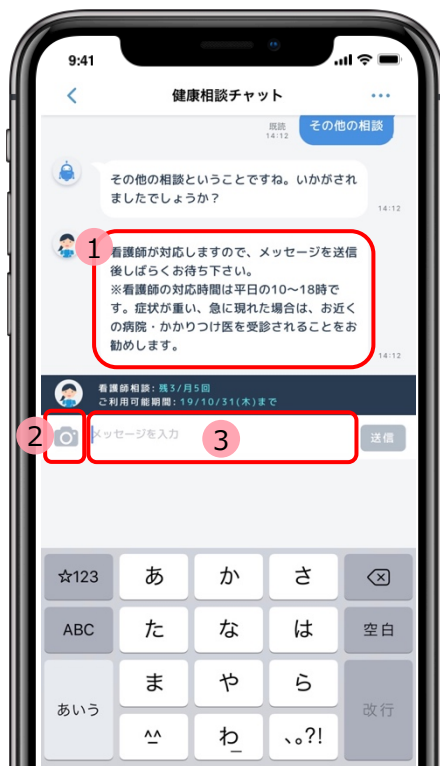 9:41
健康相談チャット
既読
14:12
その他の相談
その他の相談ということですね。いかがされ
ましたでしょうか？
14:12
1
看護師が対応しますので、メッセージを送信
後しばらくお待ち下さい。
※看護師の対応時間は平日の10〜18時で
す。症状が重い、急に現れた場合は、お近く
の病院・かかりつけ医を受診されることをお
勧めします。
14:12
看護師相談：残3/月5回
ご利用可能期間：19/10/31(木)まで
2
メッセージを入力
3
送信
☆123
あ
か
さ
ABC
た
な
は
空白
あいう
ま
や
ら
改行
^^
わ
、。?!